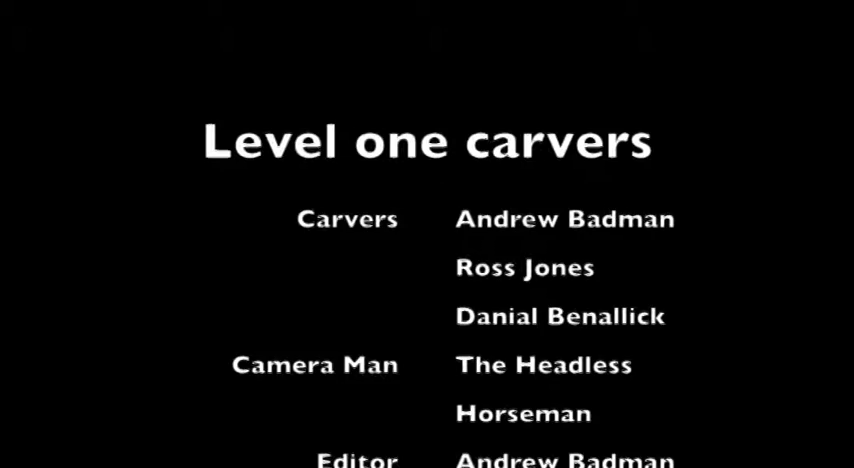 Level one carvers
Carvers Andrew Badman
Ross Jones
Danial Benallick
Camera Man The Headless
Horseman
Editor Andrew Badman